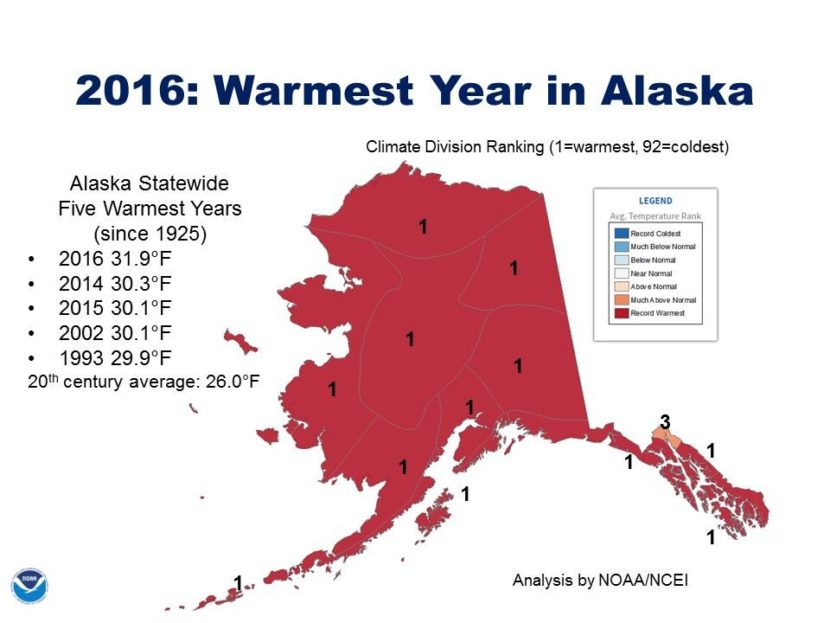 2016: Warmest Year in Alaska
Climate Division Ranking (1=warmest, 92=coldest)
Alaska Statewide
Five Warmest Years
(since 1925)
• 2016 31.9°F
• 2014 30.3°F
• 2015 30.1°F
• 2002 30.1°F
• 1993 29.9°F
20th century average: 26.0°F
LEGEND
Avg. Temperature Rank
Record Coldest
Much Below Normal
Below Normal
Near Normal
Above Normal
Much Above Normal
Record Warmest
1
1
1
1
1
1
3
1
1
1
1
1
1
Analysis by NOAA/NCEI
NOAA